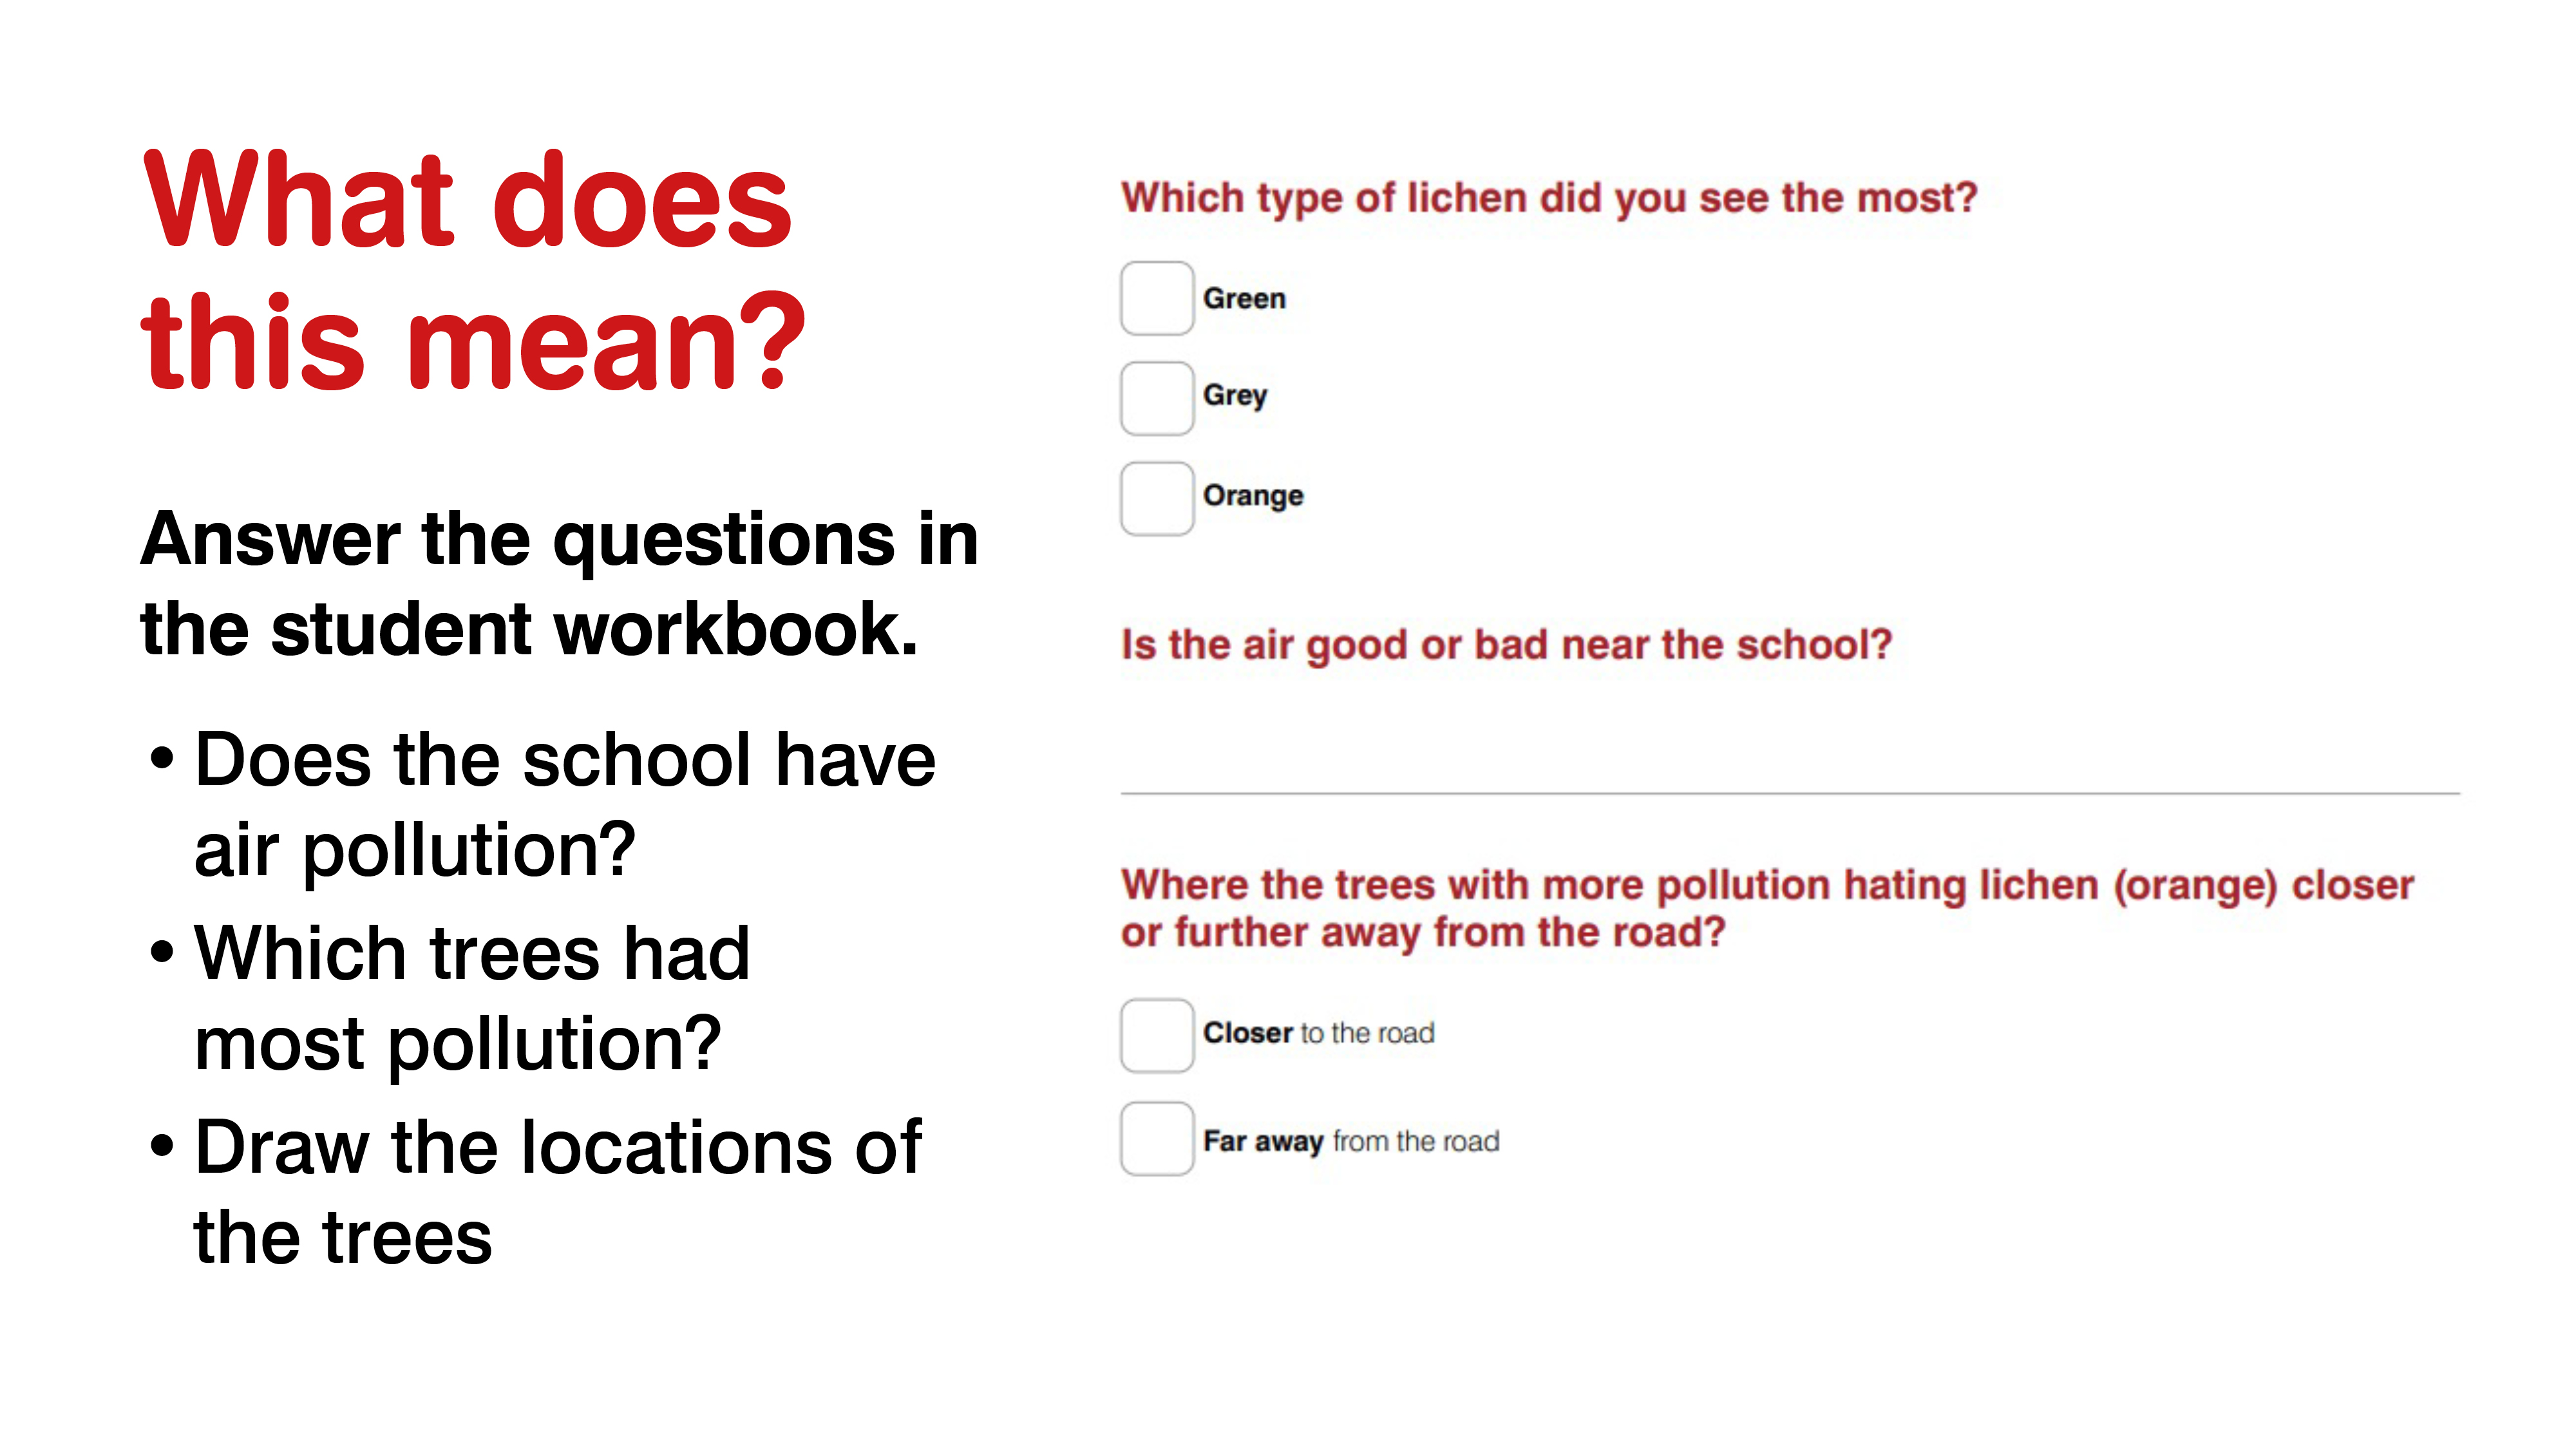 What does
this mean?
Answer the questions in
the student workbook.
• Does the school have
air pollution?
• Which trees had
most pollution?
• Draw the locations of
the trees
Which type of lichen did you see the most?
Green
Grey
Orange
Is the air good or bad near the school?
Where the trees with more pollution hating lichen (orange) closer
or further away from the road?
Closer to the road
Far away from the road